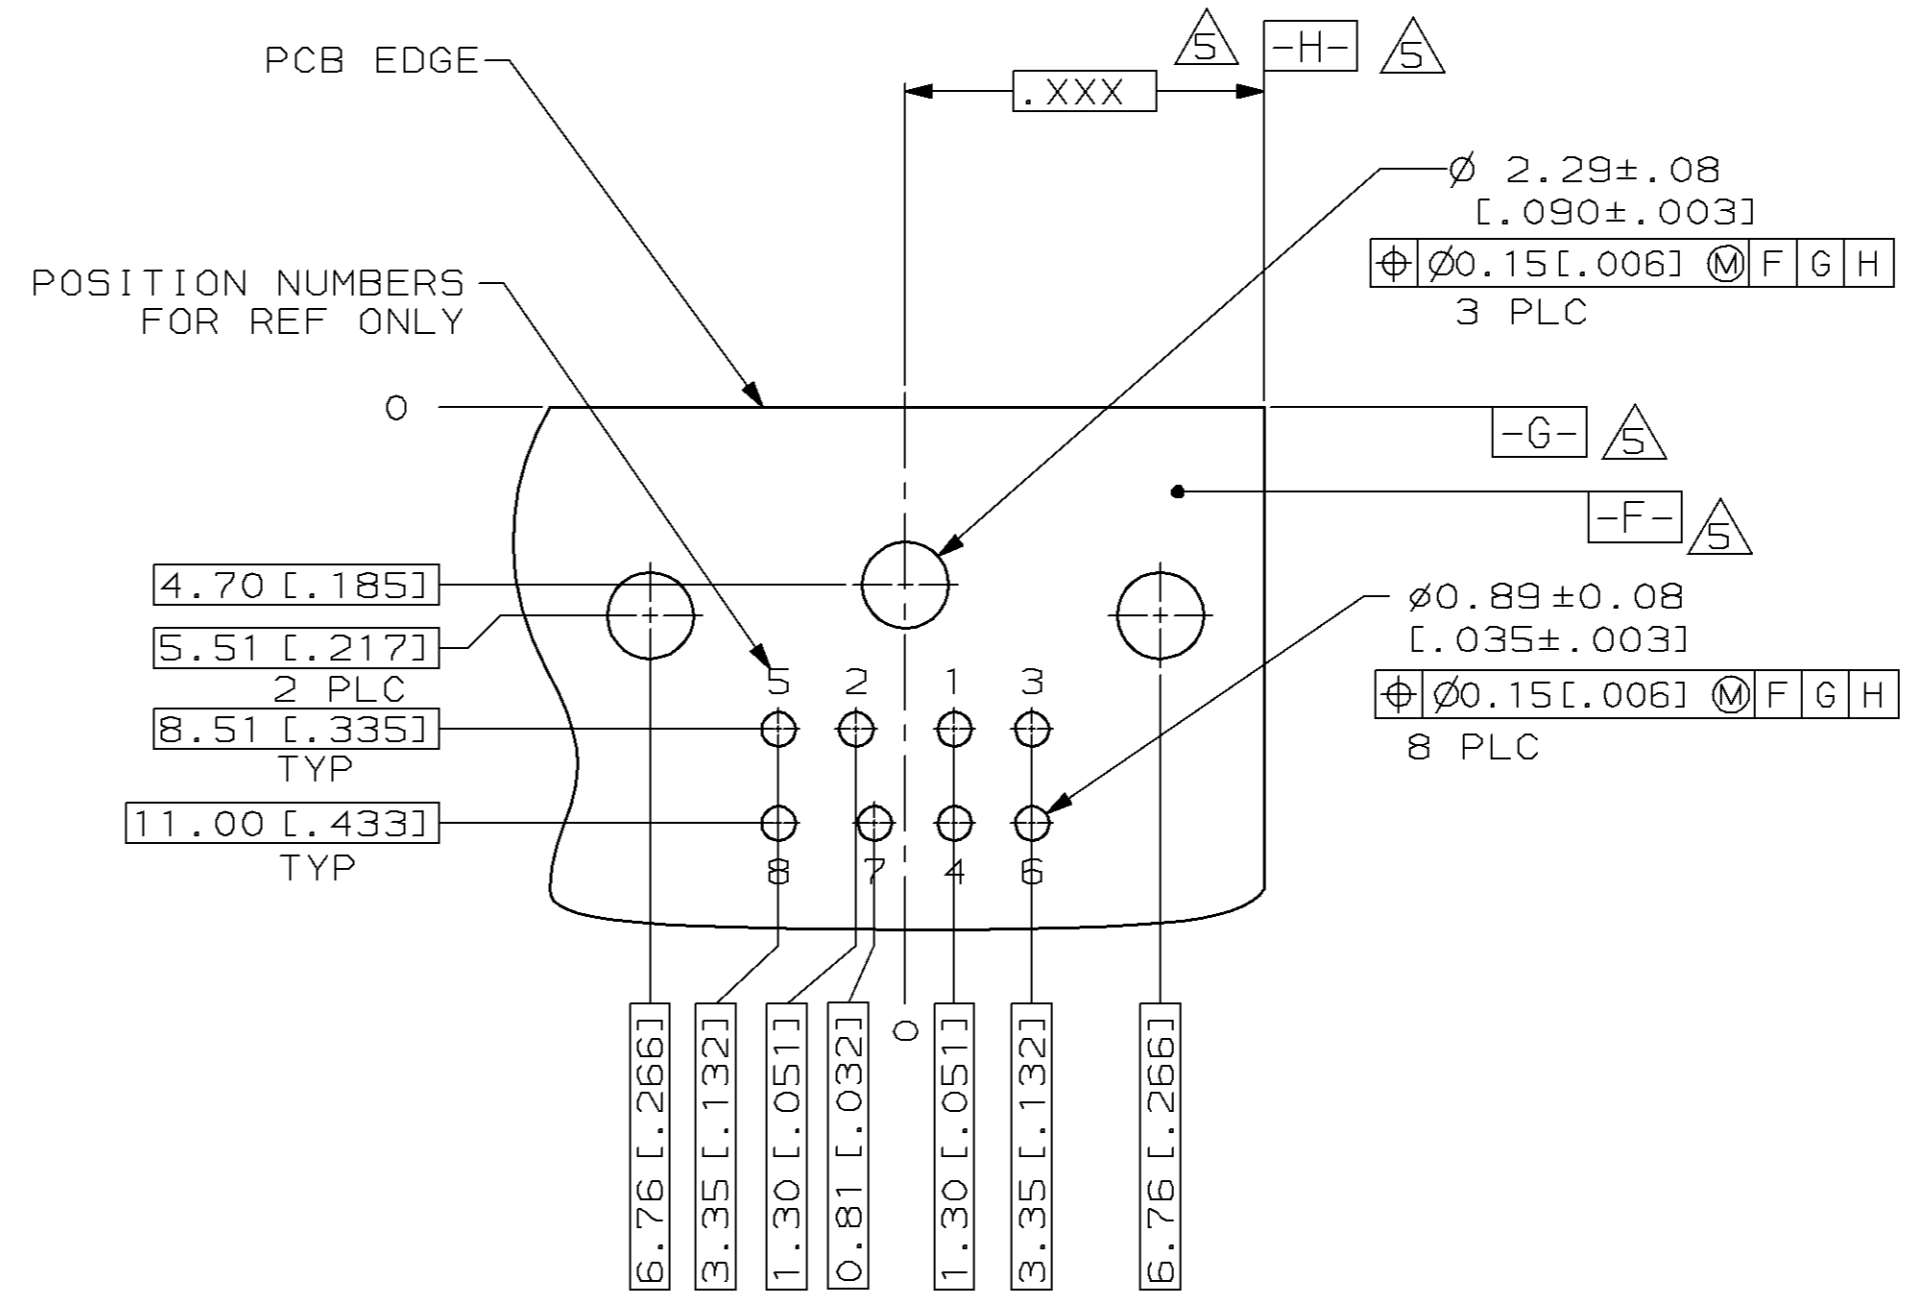 PCB EDGE
.XXX
5
-H-
5
⌀ 2.29±.08
[.090±.003]
⌖ ⌀0.15[.006] Ⓜ F G H
3 PLC
POSITION NUMBERS
FOR REF ONLY
0
-G-
5
-F-
5
4.70 [.185]
5.51 [.217]
2 PLC
8.51 [.335]
TYP
11.00 [.433]
TYP
⌀0.89±0.08
[.035±.003]
⌖ ⌀0.15[.006] Ⓜ F G H
8 PLC
5 2 1 3
8 7 4 6
6.76 [.266]
3.35 [.132]
1.30 [.051]
0.81 [.032]
0
1.30 [.051]
3.35 [.132]
6.76 [.266]